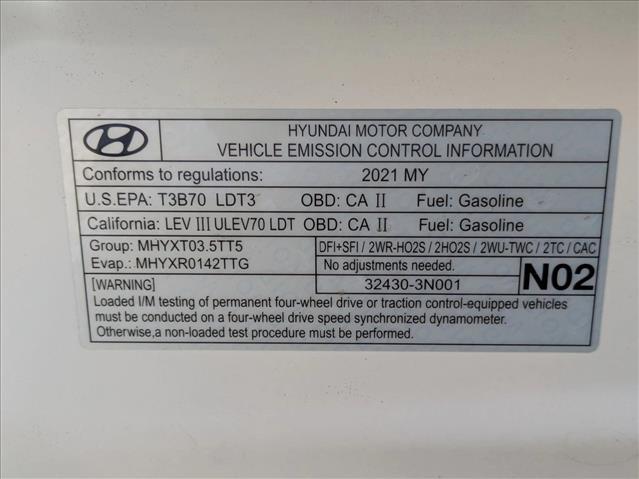 HYUNDAI MOTOR COMPANY
VEHICLE EMISSION CONTROL INFORMATION
Conforms to regulations: 2021 MY
U.S.EPA: T3B70 LDT3 OBD: CA II Fuel: Gasoline
California: LEV III ULEV70 LDT OBD: CA II Fuel: Gasoline
Group: MHYXT03.5TT5 DFI+SFI / 2WR-HO2S / 2HO2S / 2WU-TWC / 2TC / CAC
Evap.: MHYXR0142TTG No adjustments needed. N02
[WARNING] 32430-3N001
Loaded I/M testing of permanent four-wheel drive or traction control-equipped vehicles
must be conducted on a four-wheel drive speed synchronized dynamometer.
Otherwise,a non-loaded test procedure must be conducted.